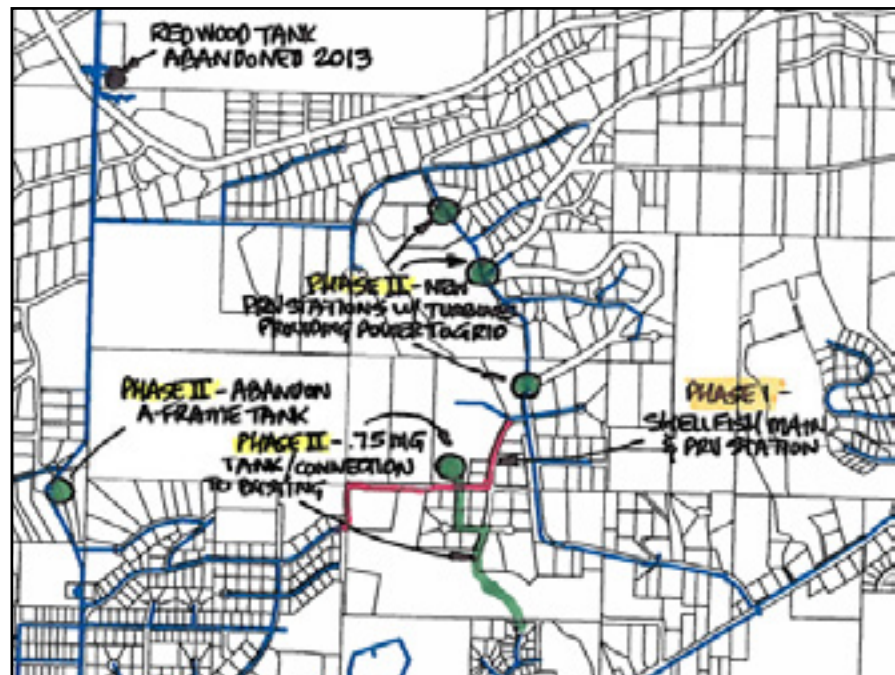 REDWOOD TANK
ABANDONED 2013
PHASE II - NEW
PRV STATIONS W/ TURBINES
PROVIDING POWER TO GRID
PHASE II - ABANDON
A-FRAME TANK
PHASE II - .75 MG
TANK/CONNECTION
TO EXISTING
PHASE I -
SHELLFISH MAIN
& PRV STATION